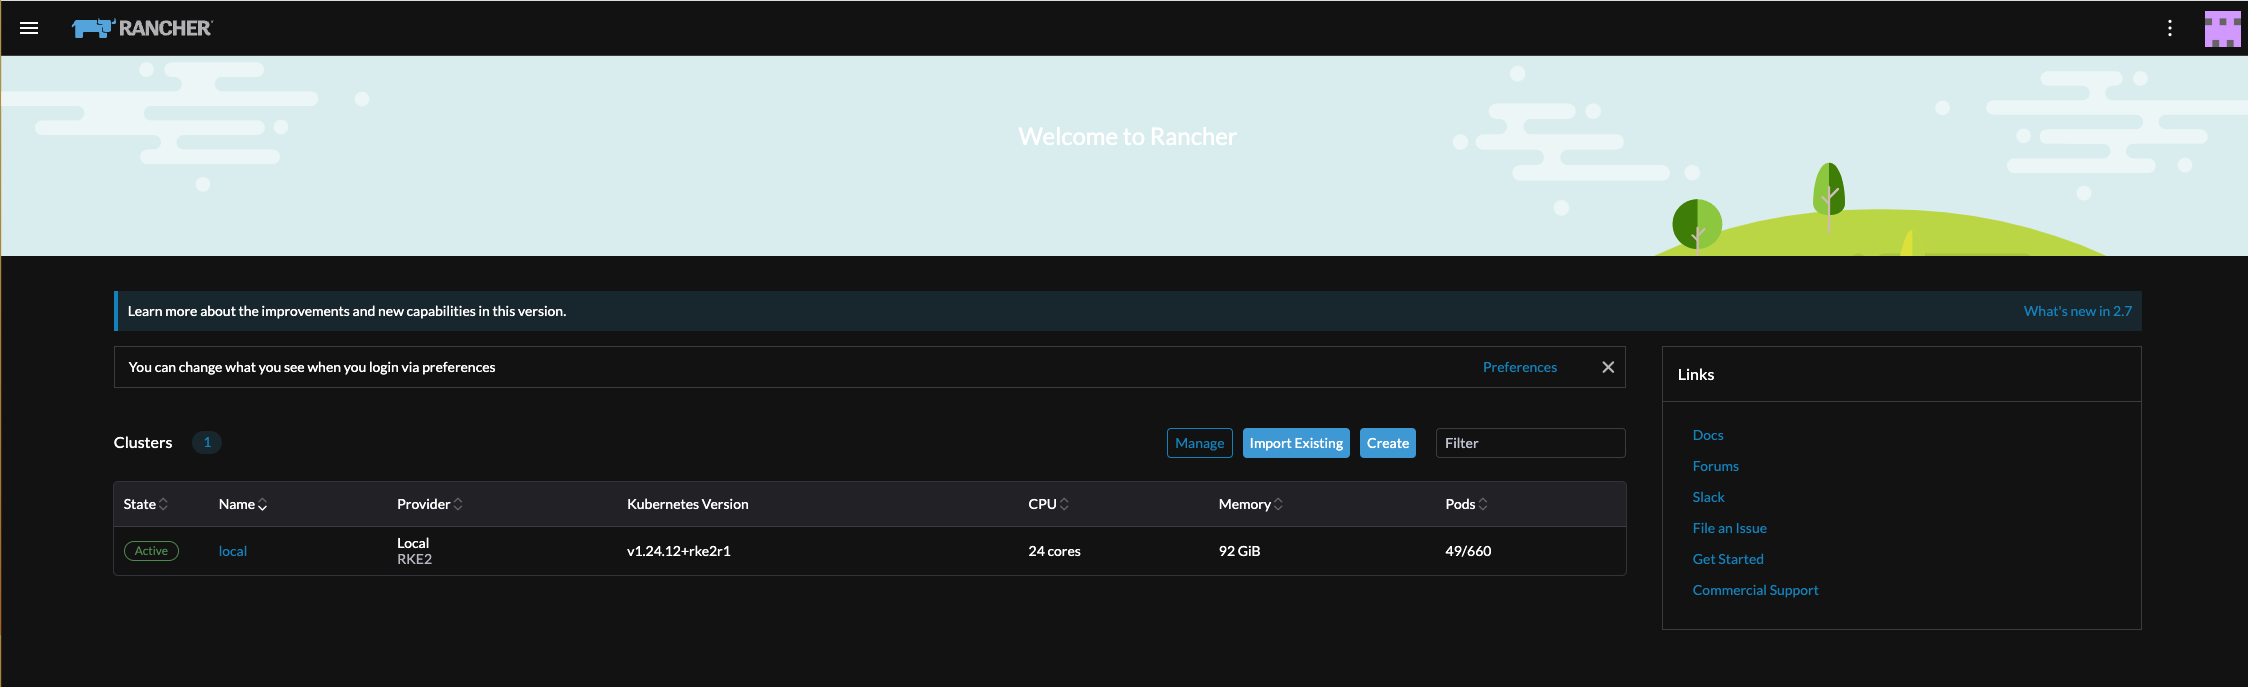 RANCHER
Welcome to Rancher
Learn more about the improvements and new capabilities in this version. What's new in 2.7
You can change what you see when you login via preferences Preferences
Clusters 1 Manage Import Existing Create Filter
State Name Provider Kubernetes Version CPU Memory Pods
Active local Local RKE2 v1.24.12+rke2r1 24 cores 92 GiB 49/660
Links
Docs
Forums
Slack
File an Issue
Get Started
Commercial Support